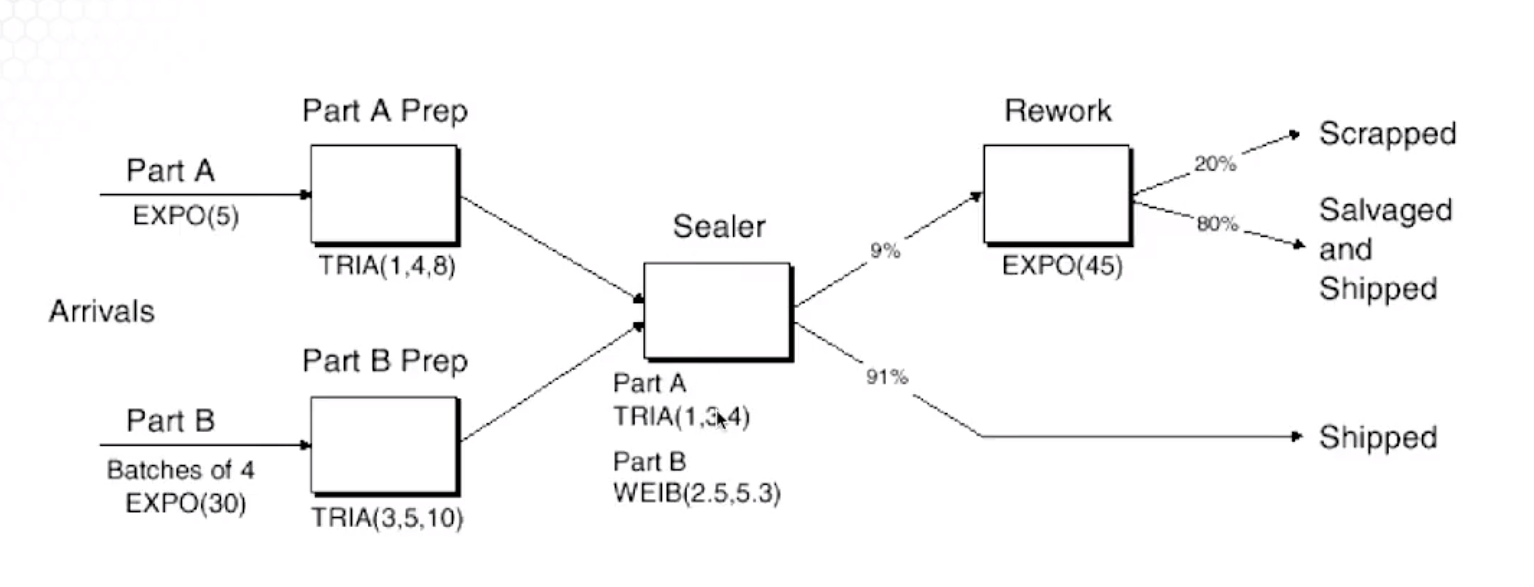 Part A Prep
Part A
EXPO(5)
TRIA(1,4,8)
Arrivals
Part B Prep
Part B
Batches of 4
EXPO(30)
TRIA(3,5,10)
Sealer
Part A
TRIA(1,3,4)
Part B
WEIB(2.5,5.3)
9%
91%
Rework
EXPO(45)
20%
80%
Scrapped
Salvaged
and
Shipped
Shipped